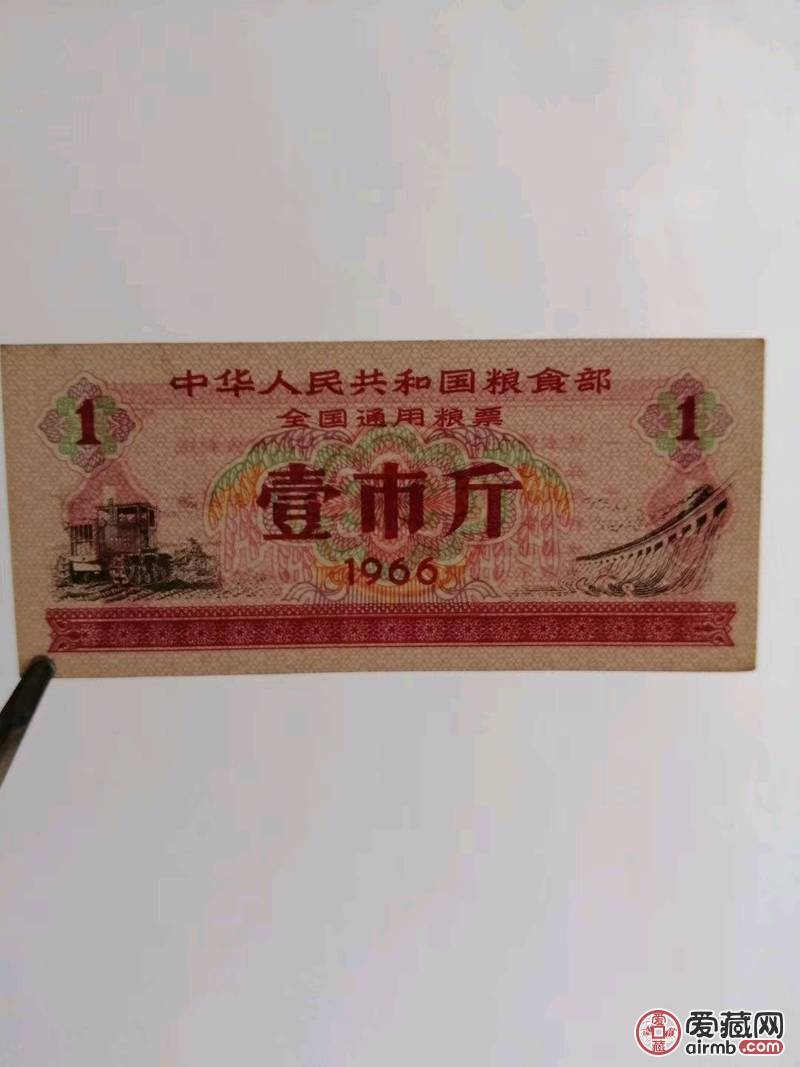 中华人民共和国粮食部
全国通用粮票
1
1
壹市斤
1966
爱藏网
airmb.com